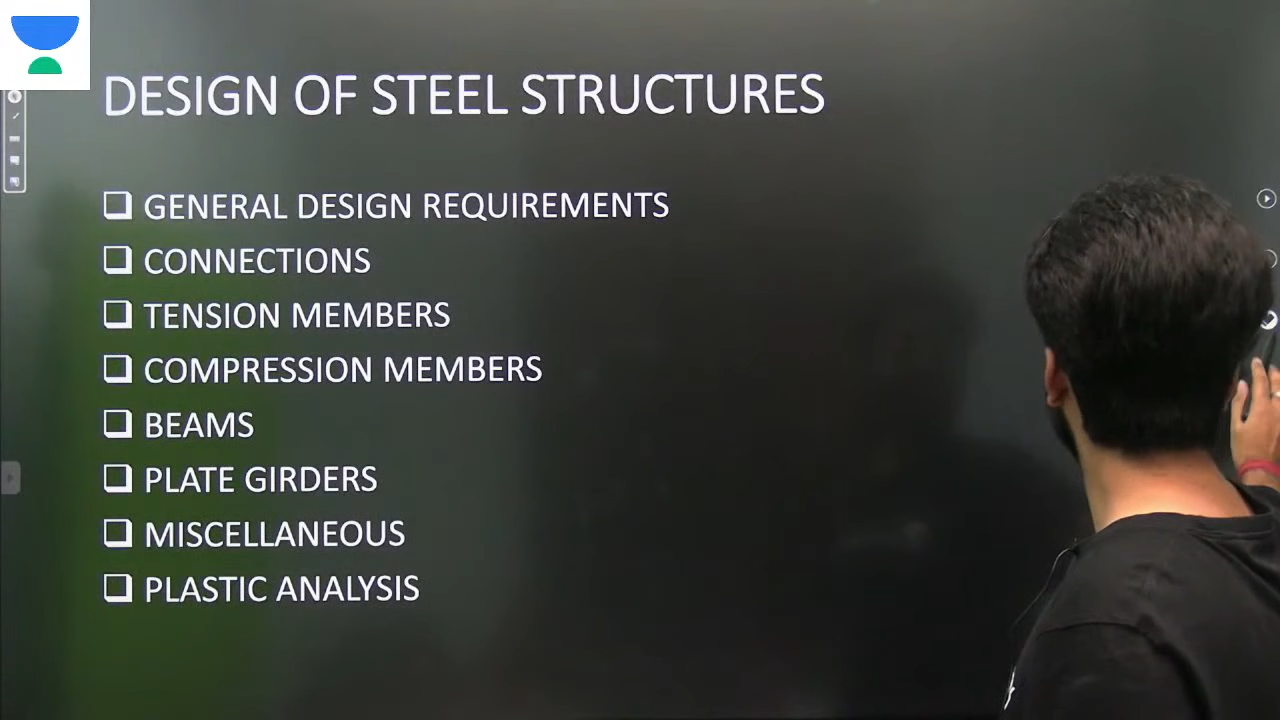 DESIGN OF STEEL STRUCTURES
GENERAL DESIGN REQUIREMENTS
CONNECTIONS
TENSION MEMBERS
COMPRESSION MEMBERS
BEAMS
PLATE GIRDERS
MISCELLANEOUS
PLASTIC ANALYSIS